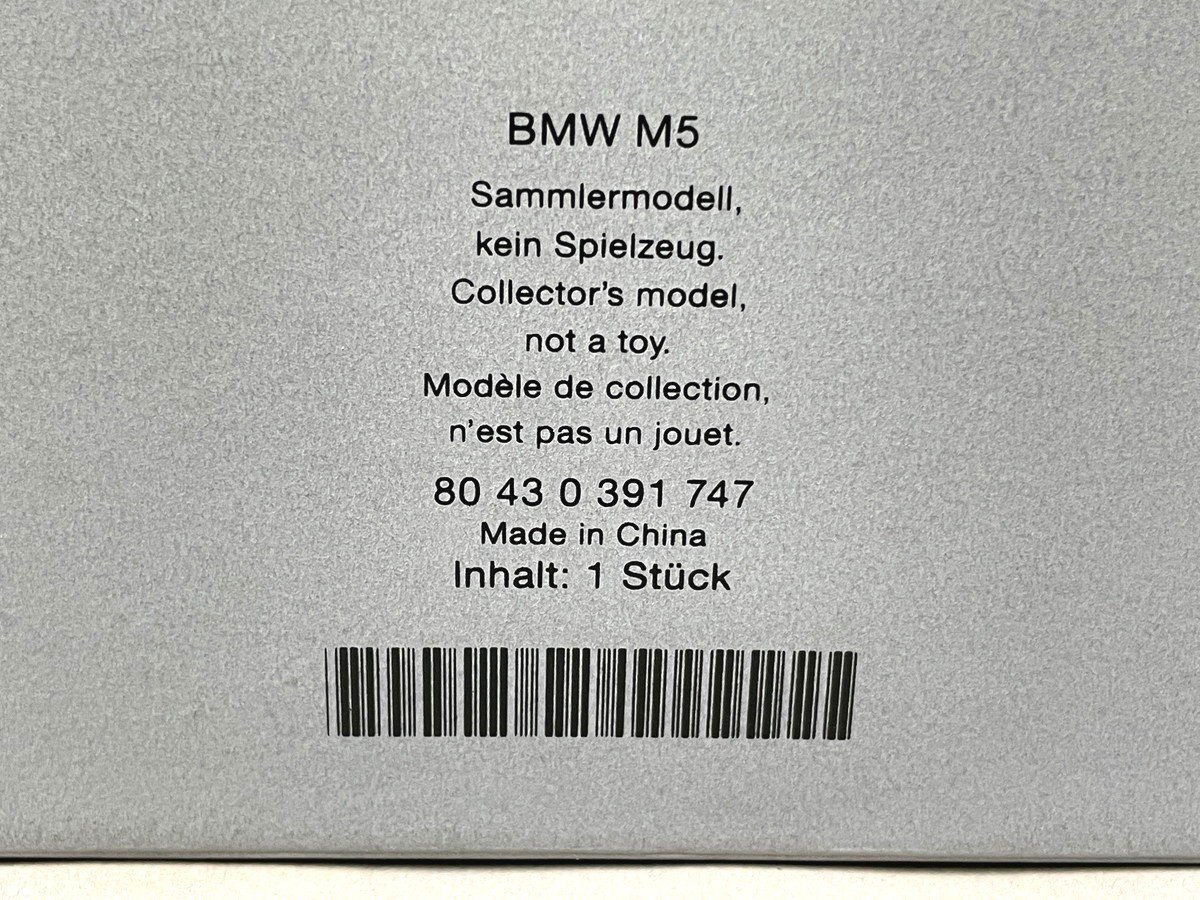 BMW M5
Sammlermodell,
kein Spielzeug.
Collector's model,
not a toy.
Modèle de collection,
n'est pas un jouet.
80 43 0 391 747
Made in China
Inhalt: 1 Stück